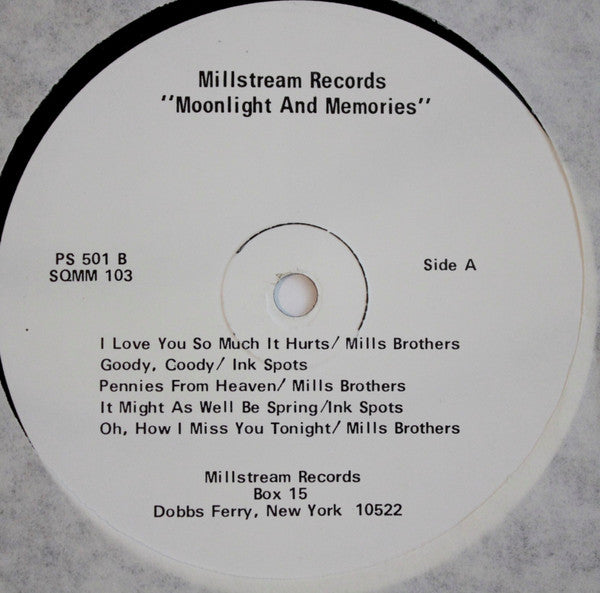 Millstream Records
"Moonlight And Memories"
PS 501 B
SQMM 103
Side A
I Love You So Much It Hurts/ Mills Brothers
Goody, Coody/ Ink Spots
Pennies From Heaven/ Mills Brothers
It Might As Well Be Spring/Ink Spots
Oh, How I Miss You Tonight/ Mills Brothers
Millstream Records
Box 15
Dobbs Ferry, New York 10522